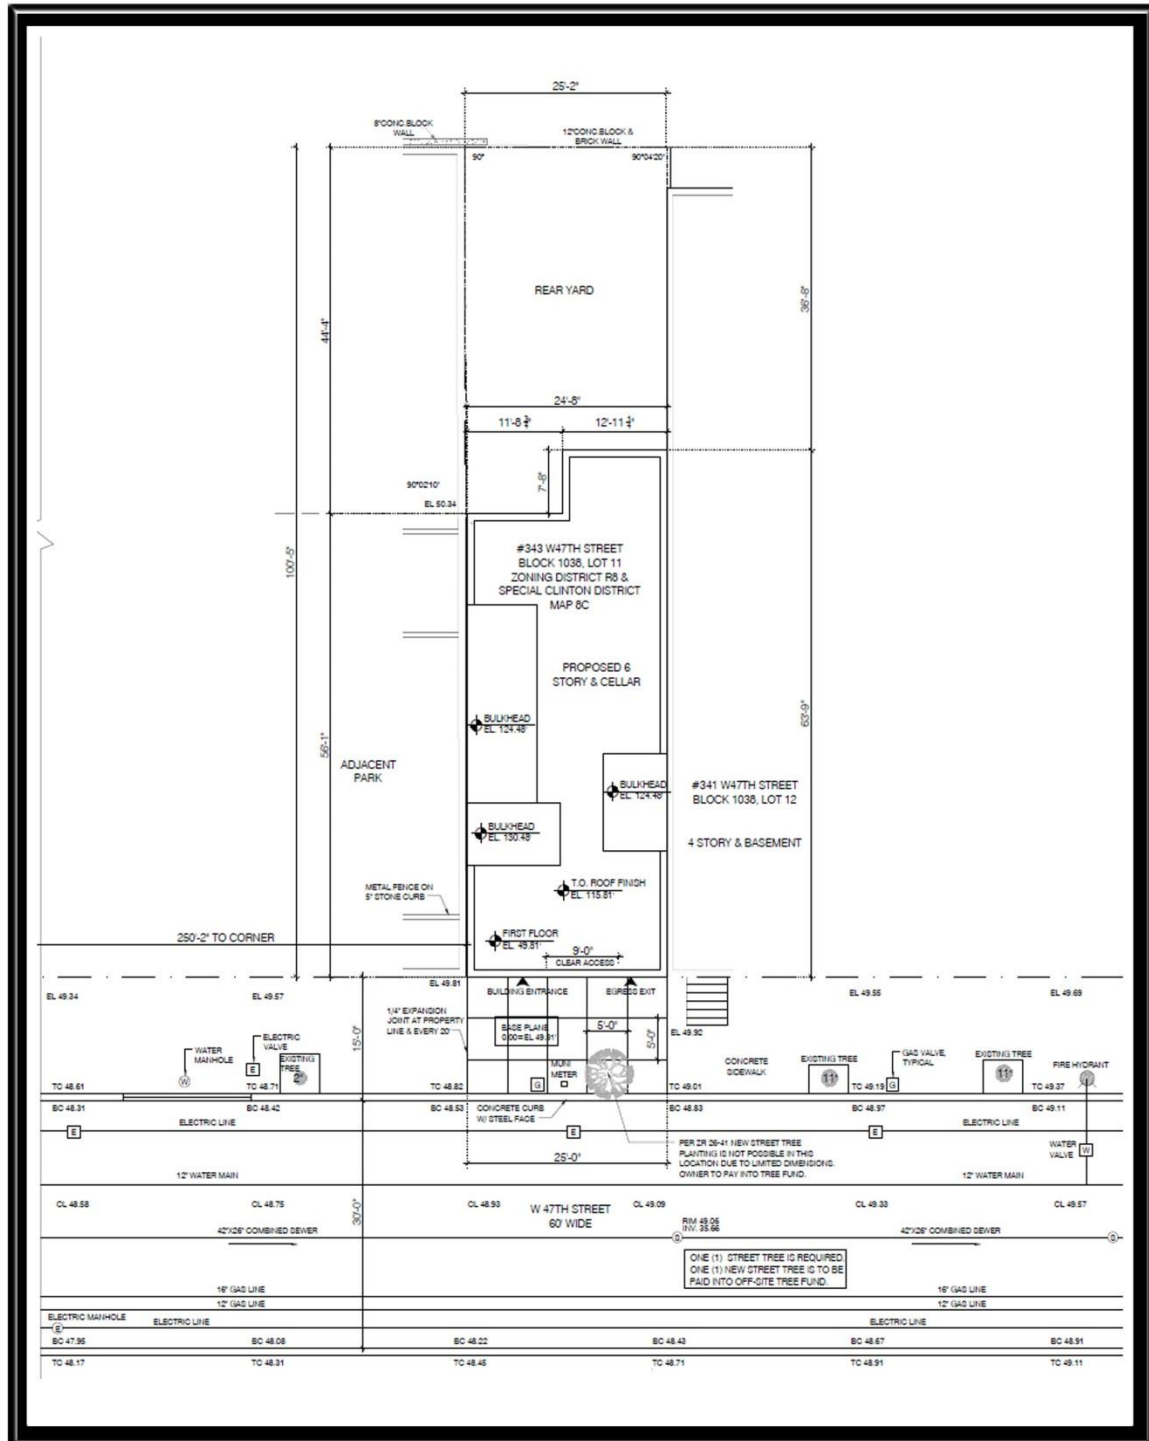 25'-2"
8"CONC.BLOCK
WALL
12"CONC.BLOCK &
BRICK WALL
90°
90°04'20"
REAR YARD
44'-4"
36'-8"
24'-8"
11'-8 3/4"
12'-11 1/4"
7'-8"
90°02'10"
EL 50.34
100'-5"
#343 W47TH STREET
BLOCK 1038, LOT 11
ZONING DISTRICT R8 &
SPECIAL CLINTON DISTRICT
MAP 8C
PROPOSED 6
STORY & CELLAR
63'-9"
56'-1"
BULKHEAD
EL. 124.48'
ADJACENT
PARK
BULKHEAD
EL. 124.48'
#341 W47TH STREET
BLOCK 1038, LOT 12
BULKHEAD
EL. 130.48'
4 STORY & BASEMENT
METAL FENCE ON
5" STONE CURB
T.O. ROOF FINISH
EL. 115.81'
250'-2" TO CORNER
FIRST FLOOR
EL. 49.81'
9'-0"
CLEAR ACCESS
EL 49.34
EL 49.57
EL 49.81
BUILDING ENTRANCE
EGRESS EXIT
EL 49.55
EL 49.69
1/4" EXPANSION
JOINT AT PROPERTY
LINE & EVERY 20'
BASE PLANE
0.00=EL 49.81'
5'-0"
5'-0"
EL 49.92
15'-0"
WATER
MANHOLE
ELECTRIC
VALVE
EXISTING
TREE
2"
W
E
MUNI
METER
G
CONCRETE
SIDEWALK
EXISTING TREE
11"
GAS VALVE,
TYPICAL
G
EXISTING TREE
11"
FIRE HYDRANT
TC 48.61
TC 48.71
TC 48.82
TC 49.01
TC 49.19
TC 49.37
BC 48.31
BC 48.42
BC 48.53
CONCRETE CURB
W/ STEEL FACE
BC 48.83
BC 48.97
BC 49.11
ELECTRIC LINE
ELECTRIC LINE
E
E
E
PER ZR 26-41 NEW STREET TREE
PLANTING IS NOT POSSIBLE IN THIS
LOCATION DUE TO LIMITED DIMENSIONS.
OWNER TO PAY INTO TREE FUND.
WATER
VALVE
W
25'-0"
12" WATER MAIN
12" WATER MAIN
CL 48.58
CL 48.75
CL 48.93
CL 49.09
CL 49.33
CL 49.57
30'-0"
W 47TH STREET
60' WIDE
RIM 49.06
INV. 35.66
42"X28" COMBINED SEWER
42"X28" COMBINED SEWER
S
S
ONE (1) STREET TREE IS REQUIRED.
ONE (1) NEW STREET TREE IS TO BE
PAID INTO OFF-SITE TREE FUND.
16" GAS LINE
16" GAS LINE
12" GAS LINE
12" GAS LINE
ELECTRIC MANHOLE
E
ELECTRIC LINE
ELECTRIC LINE
BC 47.95
BC 48.08
BC 48.22
BC 48.43
BC 48.67
BC 48.91
TC 48.17
TC 48.31
TC 48.45
TC 48.71
TC 48.91
TC 49.11